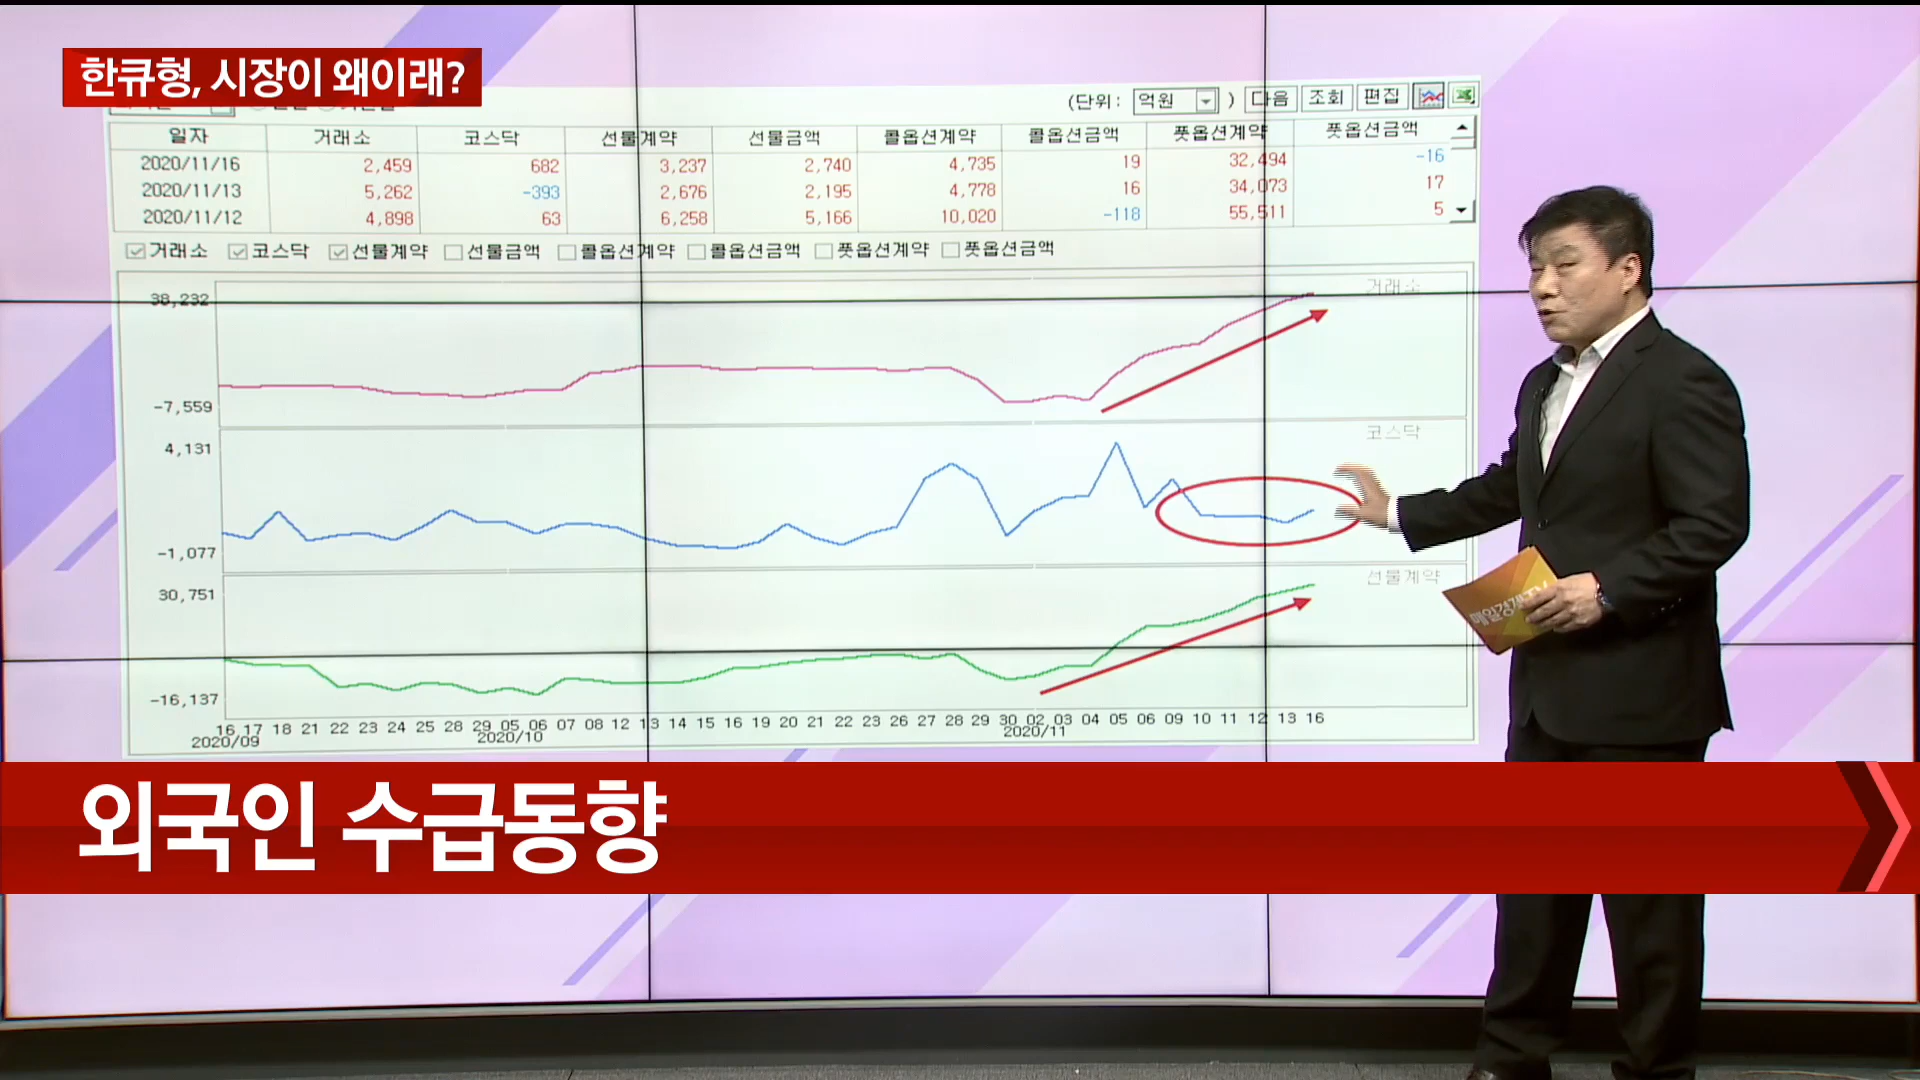 한큐형, 시장이 왜이래?
(단위 : 억원 ) 다음 조회 편집
일자 거래소 코스닥 선물계약 선물금액 콜옵션계약 콜옵션금액 풋옵션계약 풋옵션금액
2020/11/16 2,459 682 3,237 2,740 4,735 19 32,494 -16
2020/11/13 5,262 -393 2,676 2,195 4,778 16 34,073 17
2020/11/12 4,898 63 6,258 5,166 10,020 -118 55,511 5
거래소 코스닥 선물계약 선물금액 콜옵션계약 콜옵션금액 풋옵션계약 풋옵션금액
38,232 거래소
-7,559
4,131 코스닥
-1,077
30,751 선물계약
-16,137
16 17 18 21 22 23 24 25 28 29 05 06 07 08 12 13 14 15 16 19 20 21 22 23 26 27 28 29 30 02 03 04 05 06 09 10 11 12 13 16
2020/09 2020/10 2020/11
매일경제TV
외국인 수급동향